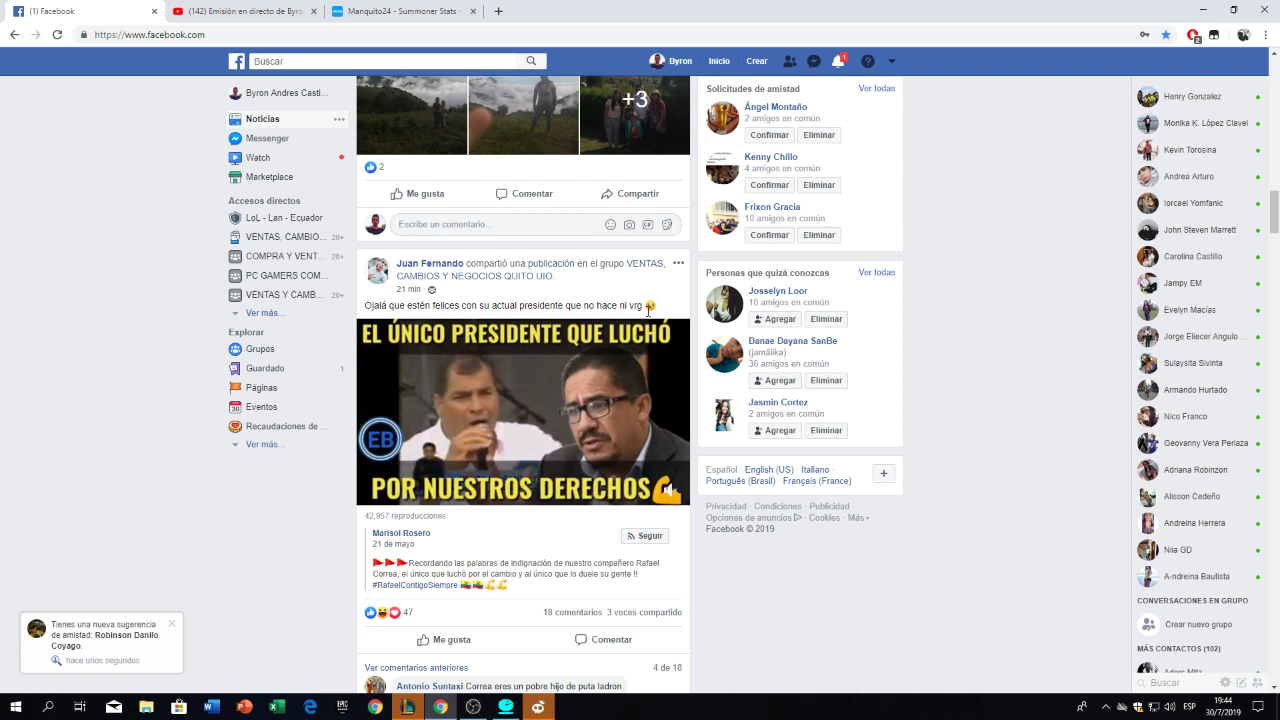 (1) Facebook
(142) Emisión en directo de Byro
Manquito24 - Summoner Stats -
https://www.facebook.com
2
Buscar
Byron
Inicio
Crear
1
Byron Andres Casti...
Noticias
Messenger
Watch
Marketplace
Accesos directos
LoL - Lan - Ecuador
VENTAS, CAMBIO... 20+
COMPRA Y VENT... 20+
PC GAMERS COM...
VENTAS Y CAMB... 20+
Ver más...
Explorar
Grupos
Guardado 1
Páginas
Eventos
Recaudaciones de ...
Ver más...
+3
2
Me gusta
Comentar
Compartir
Escribe un comentario...
GIF
Juan Fernando compartió una publicación en el grupo VENTAS,
CAMBIOS Y NEGOCIOS QUITO UIO.
21 min ·
Ojalá que estén felices con su actual presidente que no hace ni vrg
EL ÚNICO PRESIDENTE QUE LUCHÓ
EB
POR NUESTROS DERECHOS
42,957 reproducciones
Marisol Rosero
21 de mayo
Seguir
Recordando las palabras de indignación de nuestro compañero Rafael
Correa, el único que luchó por el cambio y al único que lo duele su gente !!
#RafaelContigoSiempre
47
18 comentarios 3 veces compartido
Me gusta
Comentar
Ver comentarios anteriores
4 de 18
Antonio Suntaxi Correa eres un pobre hijo de puta ladron
Solicitudes de amistad
Ver todas
Ángel Montaño
2 amigos en común
Confirmar
Eliminar
Kenny Chillo
4 amigos en común
Confirmar
Eliminar
Frixon Gracia
10 amigos en común
Confirmar
Eliminar
Personas que quizá conozcas
Ver todas
Josselyn Loor
10 amigos en común
Agregar
Eliminar
Danae Dayana SanBe
(jamâiika)
36 amigos en común
Agregar
Eliminar
Jasmin Cortez
2 amigos en común
Agregar
Eliminar
Español · English (US) · Italiano ·
Português (Brasil) · Français (France)
+
Privacidad · Condiciones · Publicidad ·
Opciones de anuncios · Cookies · Más
Facebook © 2019
Henry Gonzalez
Monika K. López Clavel
Kevin Torosina
Andrea Arturo
Iorcael Yomfanic
John Steven Marrett
Carolina Castillo
Jampy EM
Evelyn Macías
Jorge Eliecer Angulo ...
Sulaysita Sivinta
Armando Hurtado
Nico Franco
Geovanny Vera Perlaza
Adriana Robinzon
Alisson Cedeño
Andreina Herrera
Niia GD
A-ndreina Bautista
CONVERSACIONES EN GRUPO
Crear nuevo grupo
MÁS CONTACTOS (102)
Buscar
Tienes una nueva sugerencia
de amistad: Robinson Danilo
Coyago.
hace unos segundos
EPIC
ESP
19:44
30/7/2019